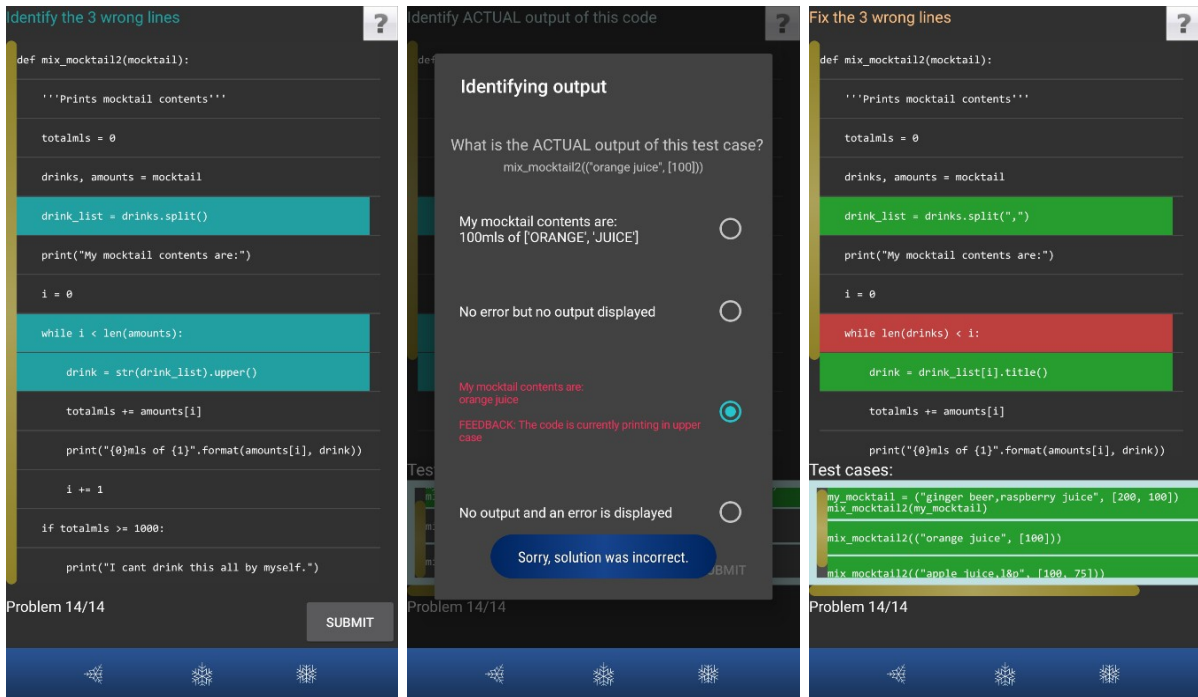 Identify the 3 wrong lines
?
def mix_mocktail2(mocktail):
'''Prints mocktail contents'''
totalmls = 0
drinks, amounts = mocktail
drink_list = drinks.split()
print("My mocktail contents are:")
i = 0
while i < len(amounts):
drink = str(drink_list).upper()
totalmls += amounts[i]
print("{0}mls of {1}".format(amounts[i], drink))
i += 1
if totalmls >= 1000:
print("I cant drink this all by myself.")
Problem 14/14
SUBMIT
Identify ACTUAL output of this code
?
def
Identifying output
What is the ACTUAL output of this test case?
mix_mocktail2(("orange juice", [100]))
My mocktail contents are:
100mls of ['ORANGE', 'JUICE']
No error but no output displayed
My mocktail contents are:
orange juice
FEEDBACK: The code is currently printing in upper
case
Tes
No output and an error is displayed
Sorry, solution was incorrect.
BMIT
Problem 14/14
Fix the 3 wrong lines
?
def mix_mocktail2(mocktail):
'''Prints mocktail contents'''
totalmls = 0
drinks, amounts = mocktail
drink_list = drinks.split(",")
print("My mocktail contents are:")
i = 0
while len(drinks) < i:
drink = drink_list[i].title()
totalmls += amounts[i]
print("{0}mls of {1}".format(amounts[i], drink))
Test cases:
my_mocktail = ("ginger beer,raspberry juice", [200, 100])
mix_mocktail2(my_mocktail)
mix_mocktail2(("orange juice", [100]))
mix_mocktail2(("apple juice,l&p", [100, 75]))
Problem 14/14